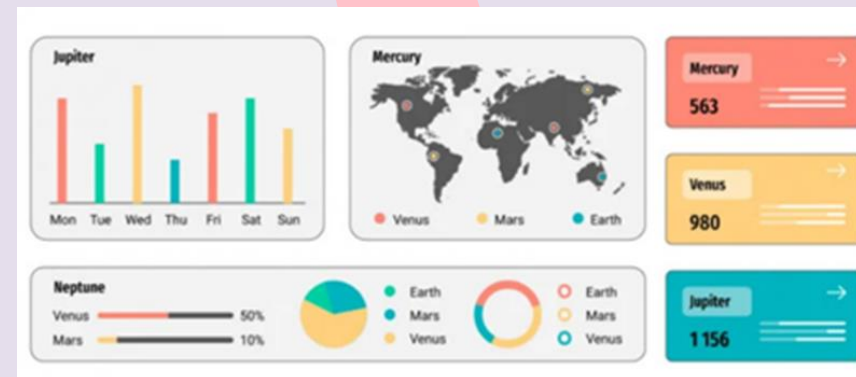 Jupiter
Mon Tue Wed Thu Fri Sat Sun
Mercury
Venus Mars Earth
Mercury
563
Venus
980
Jupiter
1 156
Neptune
Venus 50%
Mars 10%
Earth
Mars
Venus
Earth
Mars
Venus